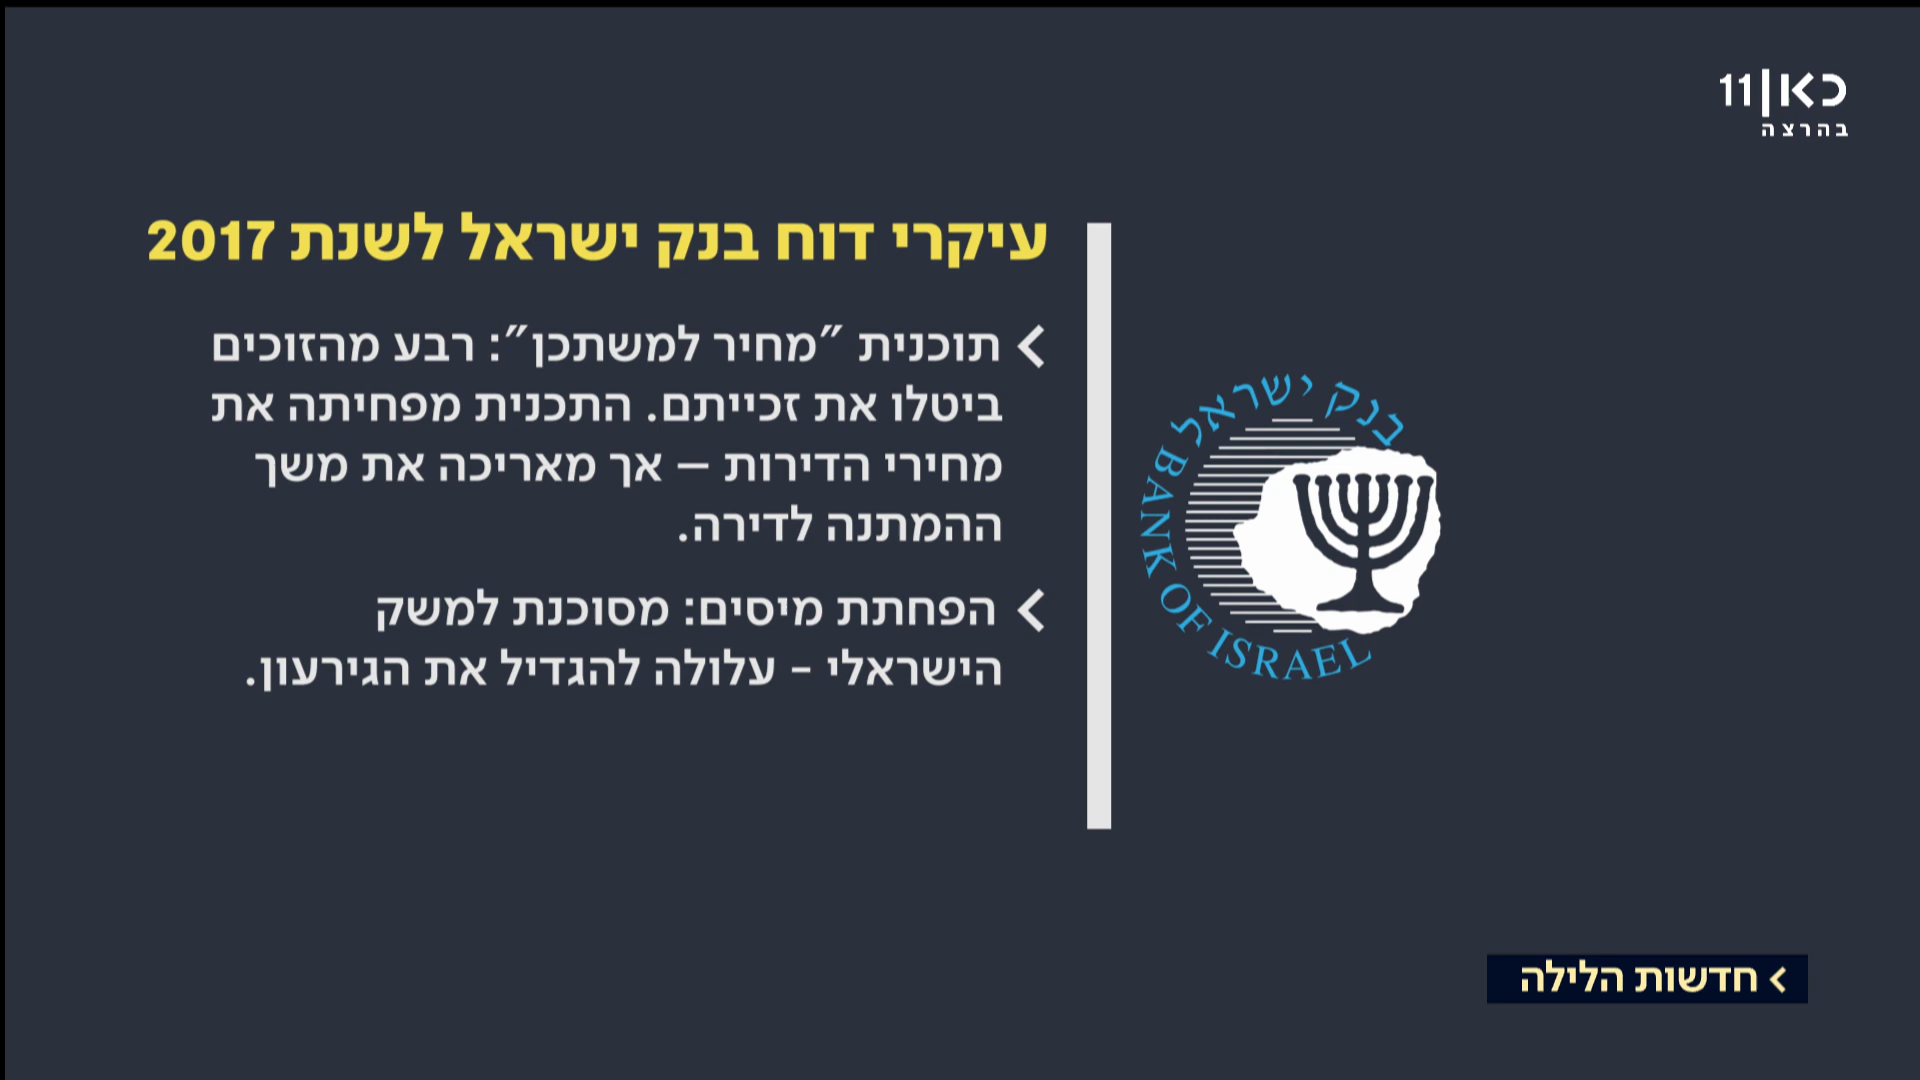 כאן 11
בהרצה
עיקרי דוח בנק ישראל לשנת 2017
תוכנית "מחיר למשתכן": רבע מהזוכים
ביטלו את זכייתם. התכנית מפחיתה את
מחירי הדירות – אך מאריכה את משך
ההמתנה לדירה.
הפחתת מיסים: מסוכנת למשק
הישראלי - עלולה להגדיל את הגירעון.
בנק ישראל
BANK OF ISRAEL
חדשות הלילה